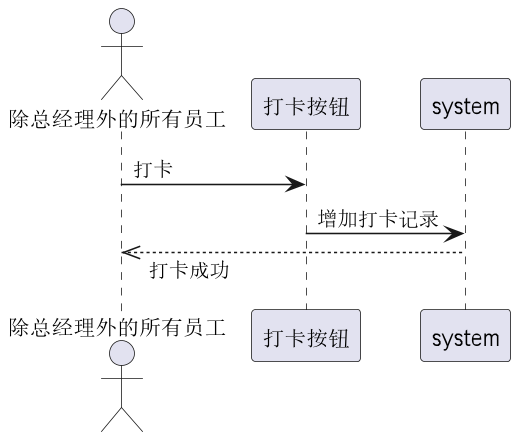 除总经理外的所有员工
打卡按钮
system
打卡
增加打卡记录
打卡成功
除总经理外的所有员工
打卡按钮
system